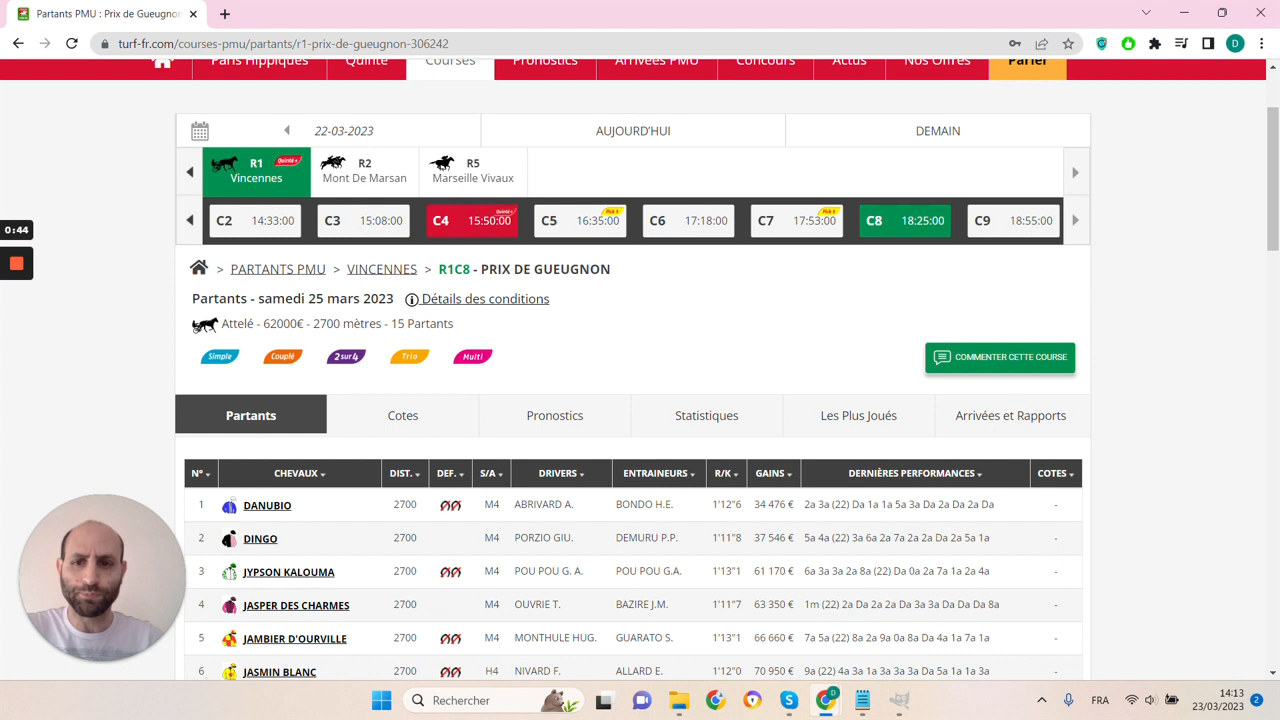 Partants PMU : Prix de Gueugnon
turf-fr.com/courses-pmu/partants/r1-prix-de-gueugnon-306242
D
Paris Hippiques Quinté Courses Pronostics Arrivées PMU Concours Actus Nos Offres Parier
22-03-2023 AUJOURD'HUI DEMAIN
R1 Quinté+ R2 R5
Vincennes Mont De Marsan Marseille Vivaux
C2 14:33:00 C3 15:08:00 C4 15:50:00 Quinté+ C5 16:35:00 Pick 5 C6 17:18:00 C7 17:53:00 Pick 5 C8 18:25:00 C9 18:55:00
0:44
> PARTANTS PMU > VINCENNES > R1C8 - PRIX DE GUEUGNON
Partants - samedi 25 mars 2023 i Détails des conditions
Attelé - 62000€ - 2700 mètres - 15 Partants
Simple Couplé 2sur4 Trio Multi COMMENTER CETTE COURSE
Partants Cotes Pronostics Statistiques Les Plus Joués Arrivées et Rapports
N° CHEVAUX DIST. DEF. S/A DRIVERS ENTRAINEURS R/K GAINS DERNIÈRES PERFORMANCES COTES
1 DANUBIO 2700 M4 ABRIVARD A. BONDO H.E. 1'12"6 34 476 € 2a 3a (22) Da 1a 1a 5a 3a Da 2a Da 2a Da -
2 DINGO 2700 M4 PORZIO GIU. DEMURU P.P. 1'11"8 37 546 € 5a 4a (22) 3a 6a 2a 7a 2a 2a Da 2a 5a 1a -
3 JYPSON KALOUMA 2700 M4 POU POU G. A. POU POU G.A. 1'13"1 61 170 € 6a 3a 3a 2a 8a (22) Da 0a 2a 7a 1a 2a 4a -
4 JASPER DES CHARMES 2700 M4 OUVRIE T. BAZIRE J.M. 1'11"7 63 350 € 1m (22) 2a Da 2a 2a Da 3a 3a Da Da Da 8a -
5 JAMBIER D'OURVILLE 2700 M4 MONTHULE HUG. GUARATO S. 1'13"1 66 660 € 7a 5a (22) 8a 2a 9a 0a 8a Da 4a 1a 7a 1a -
6 JASMIN BLANC 2700 H4 NIVARD F. ALLARD E. 1'12"0 70 950 € 9a (22) 4a 3a 1a 3a 3a 3a Da 5a 1a 1a 3a -
Rechercher FRA 14:13
23/03/2023 2